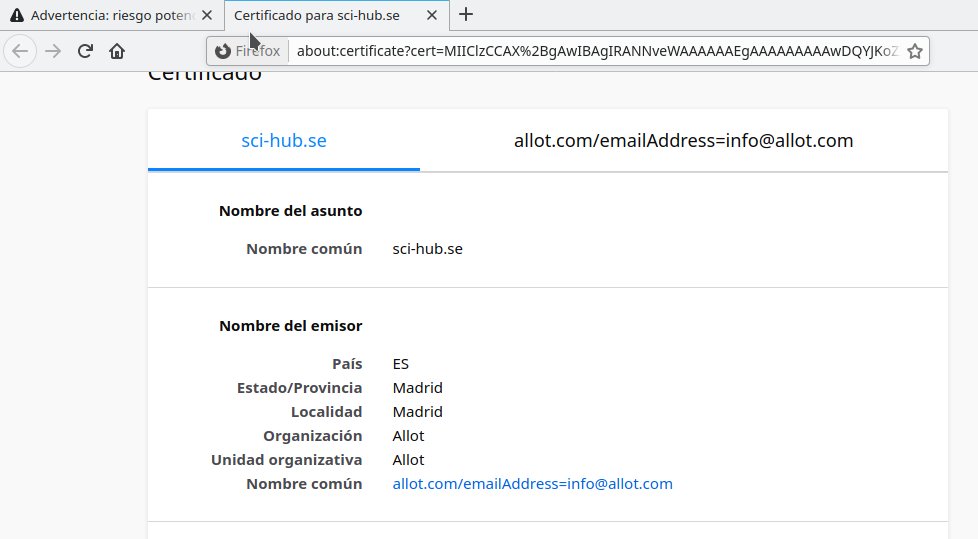 Advertencia: riesgo poten
Certificado para sci-hub.se
Firefox
about:certificate?cert=MIIClzCCAX%2BgAwIBAgIRANNveWAAAAAAEgAAAAAAAAAwDQYJKoZ
Certificado
sci-hub.se
allot.com/emailAddress=info@allot.com
Nombre del asunto
Nombre común sci-hub.se
Nombre del emisor
País ES
Estado/Provincia Madrid
Localidad Madrid
Organización Allot
Unidad organizativa Allot
Nombre común allot.com/emailAddress=info@allot.com